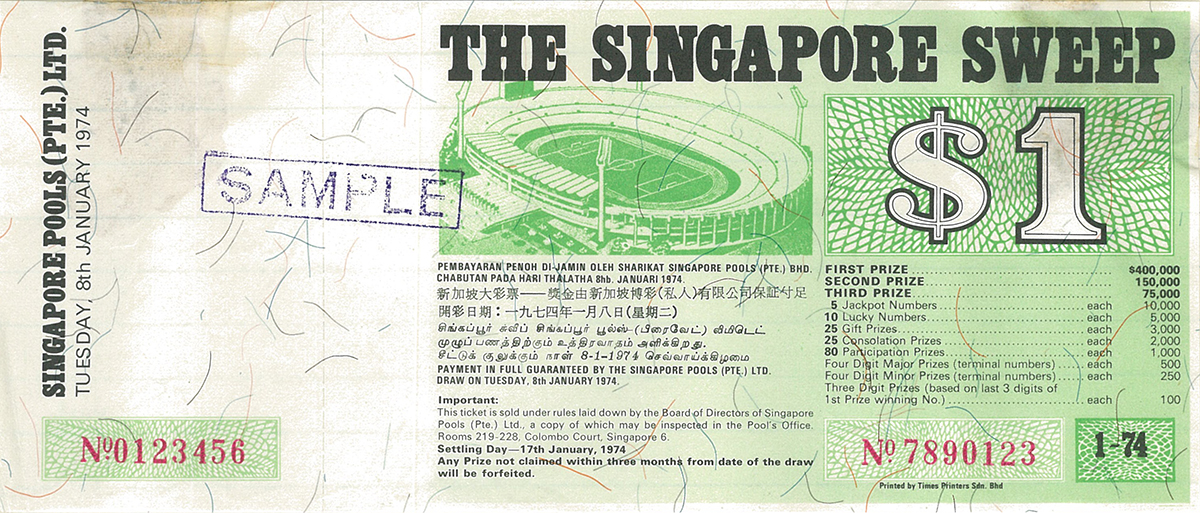 SINGAPORE POOLS (PTE.) LTD.
TUESDAY, 8th JANUARY 1974
SAMPLE
Nº 0123456
THE SINGAPORE SWEEP
$1
PEMBAYARAN PENOH DI-JAMIN OLEH SHARIKAT SINGAPORE POOLS (PTE.) BHD.
CHABUTAN PADA HARI THALATHA 8hb. JANUARI 1974.
新加坡大彩票——獎金由新加坡博彩(私人)有限公司保証付足
開彩日期：一九七四年一月八日(星期二)
சிங்கப்பூர் சுவிப் சிங்கப்பூர் பூல்ஸ்–(பிரைவேட்) லிமிடெட்
முழுப் பணத்திற்கும் உத்திரவாதம் அளிக்கிறது.
சீட்டுக் குலுக்கும் நாள் 8-1-1974 செவ்வாய்க்கிழமை
PAYMENT IN FULL GUARANTEED BY THE SINGAPORE POOLS (PTE.) LTD.
DRAW ON TUESDAY, 8th JANUARY 1974.
Important:
This ticket is sold under rules laid down by the Board of Directors of Singapore
Pools (Pte.) Ltd., a copy of which may be inspected in the Pool's Office.
Rooms 219-228, Colombo Court, Singapore 6.
Settling Day—17th January, 1974
Any Prize not claimed within three months from date of the draw
will be forfeited.
FIRST PRIZE $400,000
SECOND PRIZE 150,000
THIRD PRIZE 75,000
5 Jackpot Numbers each 10,000
10 Lucky Numbers each 5,000
25 Gift Prizes each 3,000
25 Consolation Prizes each 2,000
80 Participation Prizes each 1,000
Four Digit Major Prizes (terminal numbers) each 500
Four Digit Minor Prizes (terminal numbers) each 250
Three Digit Prizes (based on last 3 digits of
1st Prize winning No.) each 100
Nº 7890123
1-74
Printed by Times Printers Sdn. Bhd